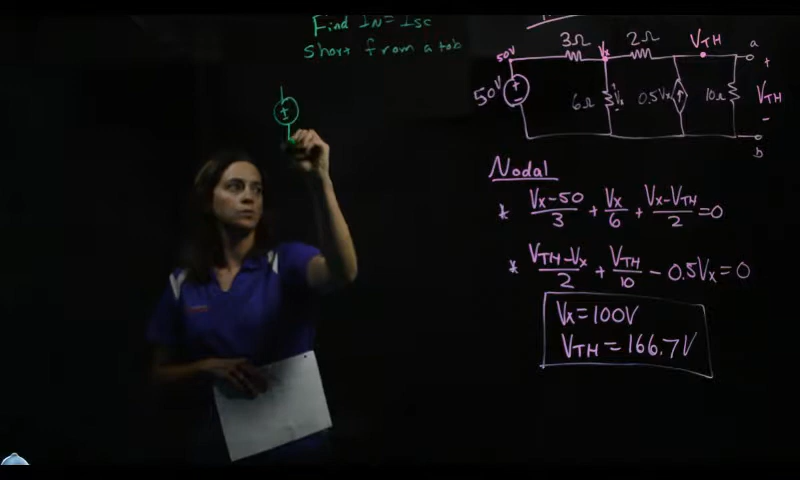 Find IN = Isc
Short from a to b
±
50V
3Ω
Vx
2Ω
VTH
a
+
50V
+
−
6Ω
+
Vx
-
0.5Vx
10Ω
VTH
-
b
Nodal
* Vx-50/3 + Vx/6 + Vx-VTH/2 = 0
* VTH-Vx/2 + VTH/10 - 0.5Vx = 0
Vx = 100V
VTH = 166.7V